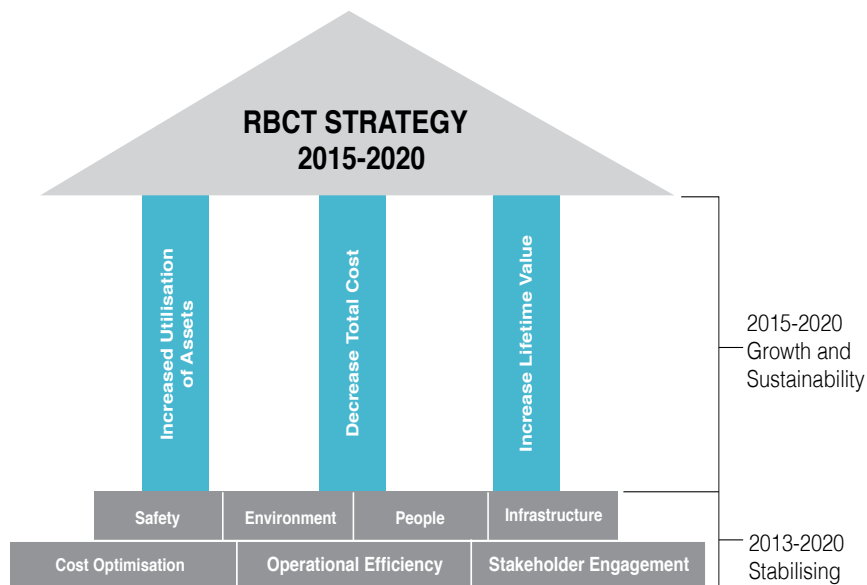 RBCT STRATEGY
2015-2020
Increased Utilisation
of Assets
Decrease Total Cost
Increase Lifetime Value
2015-2020
Growth and
Sustainability
Safety
Environment
People
Infrastructure
Cost Optimisation
Operational Efficiency
Stakeholder Engagement
2013-2020
Stabilising